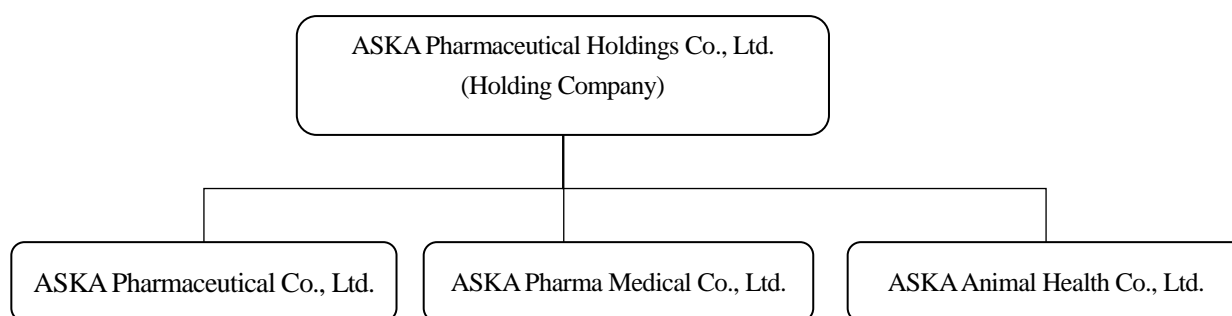 ASKA Pharmaceutical Holdings Co., Ltd.
(Holding Company)
ASKA Pharmaceutical Co., Ltd.
ASKA Pharma Medical Co., Ltd.
ASKA Animal Health Co., Ltd.